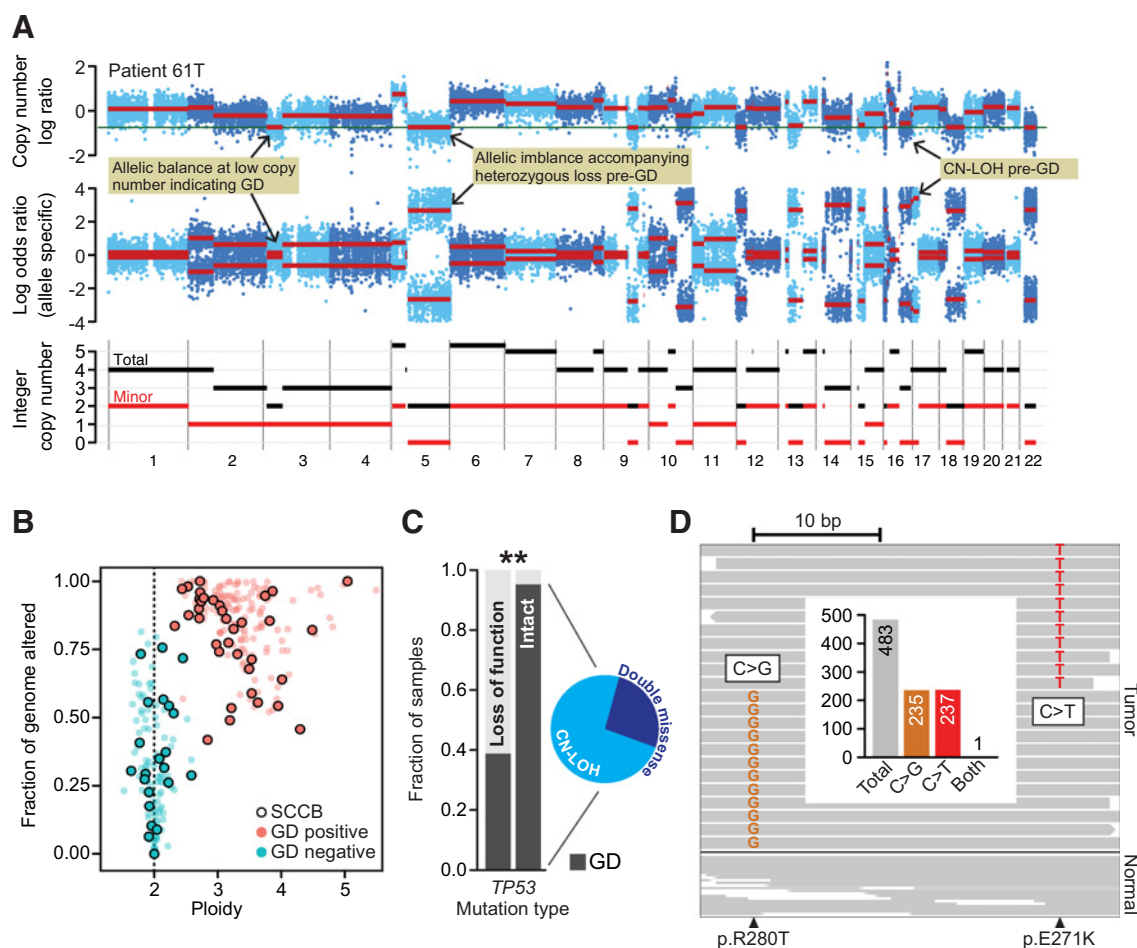 A
Patient 61T
Copy number
log ratio
2
0
-2
Allelic balance at low copy
number indicating GD
Allelic imblance accompanying
heterozygous loss pre-GD
CN-LOH pre-GD
Log odds ratio
(allele specific)
4
2
0
-2
-4
Integer
copy number
Total
Minor
5
4
3
2
1
0
1 2 3 4 5 6 7 8 9 10 11 12 13 14 15 16 17 18 19 20 21 22
B
Fraction of genome altered
1.00
0.75
0.50
0.25
0.00
SCCB
GD positive
GD negative
2 3 4 5
Ploidy
C
**
Fraction of samples
1.0
0.8
0.6
0.4
0.2
0.0
Loss of function
Intact
CN-LOH
Double missense
GD
TP53
Mutation type
D
10 bp
T
T
T
T
T
T
T
T
T
T
T
C>G
C>T
G
G
G
G
G
G
G
G
G
G
G
G
500
400
300
200
100
0
483
235
237
1
Total
C>G
C>T
Both
Tumor
Normal
p.R280T
p.E271K